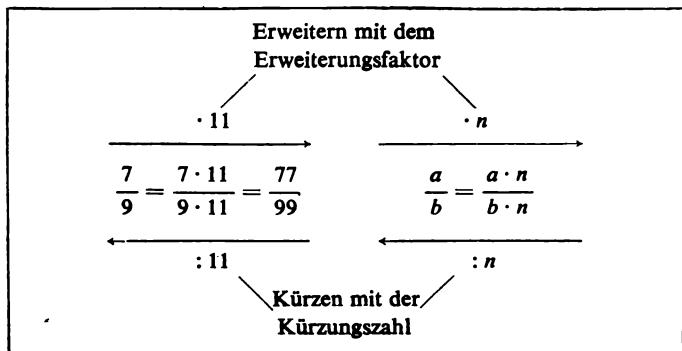 Erweitern mit dem
Erweiterungsfaktor
· 11 · n
7/9 = 7 · 11/9 · 11 = 77/99 a/b = a · n/b · n
: 11 : n
Kürzen mit der
Kürzungszahl